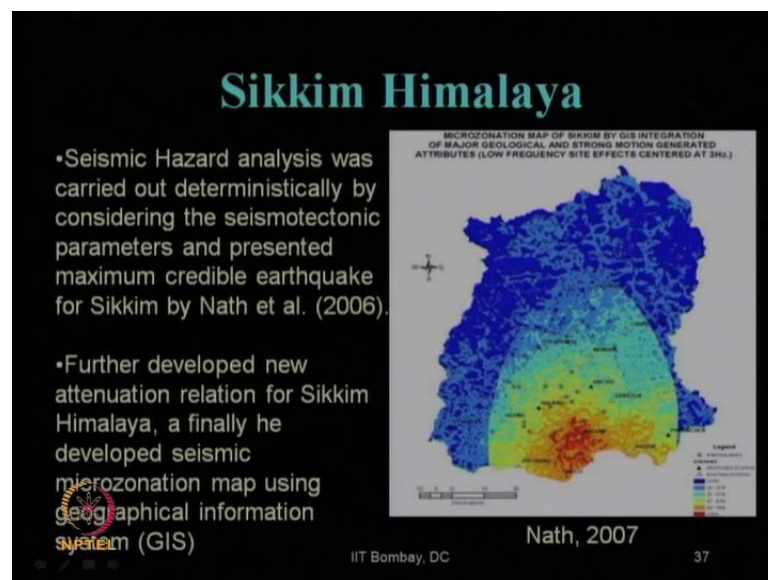 Sikkim Himalaya
•Seismic Hazard analysis was
carried out deterministically by
considering the seismotectonic
parameters and presented
maximum credible earthquake
for Sikkim by Nath et al. (2006).
•Further developed new
attenuation relation for Sikkim
Himalaya, a finally he
developed seismic
microzonation map using
geographical information
system (GIS)
MICROZONATION MAP OF SIKKIM BY GIS INTEGRATION
OF MAJOR GEOLOGICAL AND STRONG MOTION GENERATED
ATTRIBUTES (LOW FREQUENCY SITE EFFECTS CENTERED AT 3Hz.)
Legend
Nath, 2007
NPTEL
IIT Bombay, DC
37